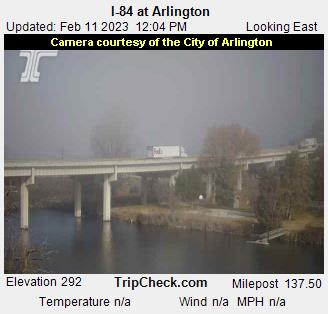 I-84 at Arlington
Updated: Feb 11 2023 12:04 PM Looking East
Camera courtesy of the City of Arlington
FedEx
Elevation 292 TripCheck.com Milepost 137.50
Temperature n/a Wind n/a MPH n/a